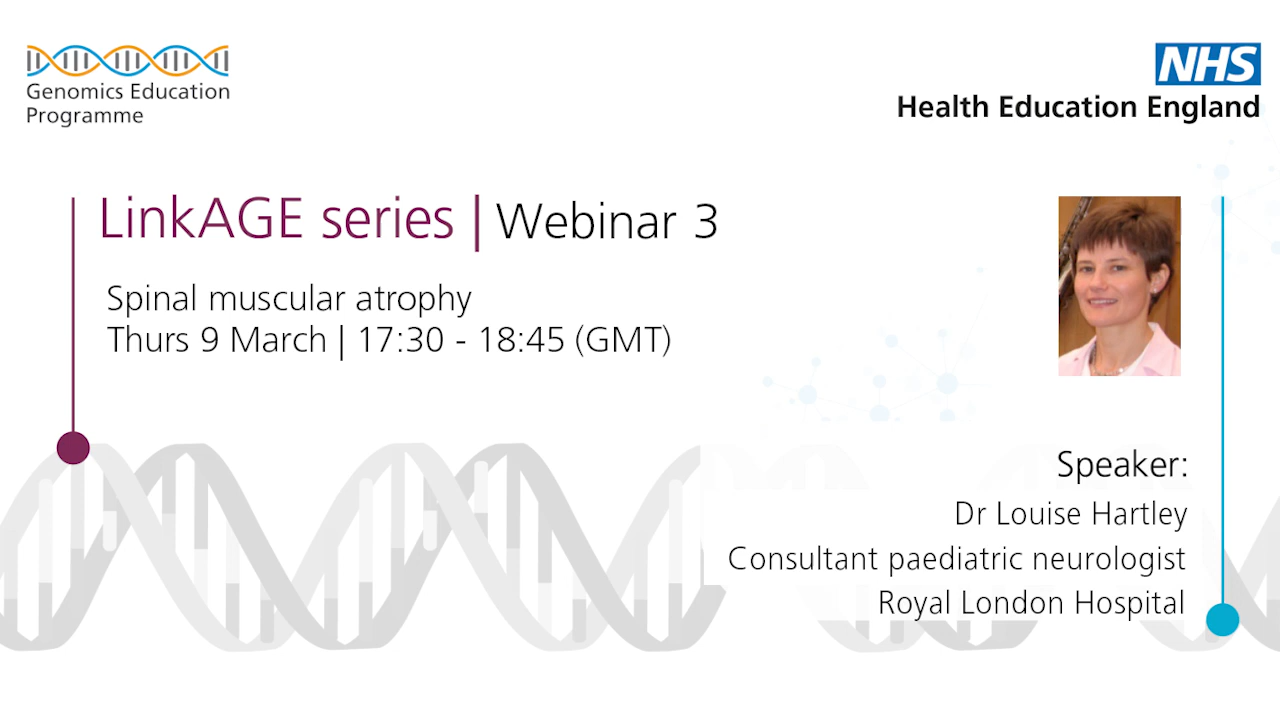 Genomics Education
Programme
NHS
Health Education England
LinkAGE series | Webinar 3
Spinal muscular atrophy
Thurs 9 March | 17:30 - 18:45 (GMT)
Speaker:
Dr Louise Hartley
Consultant paediatric neurologist
Royal London Hospital